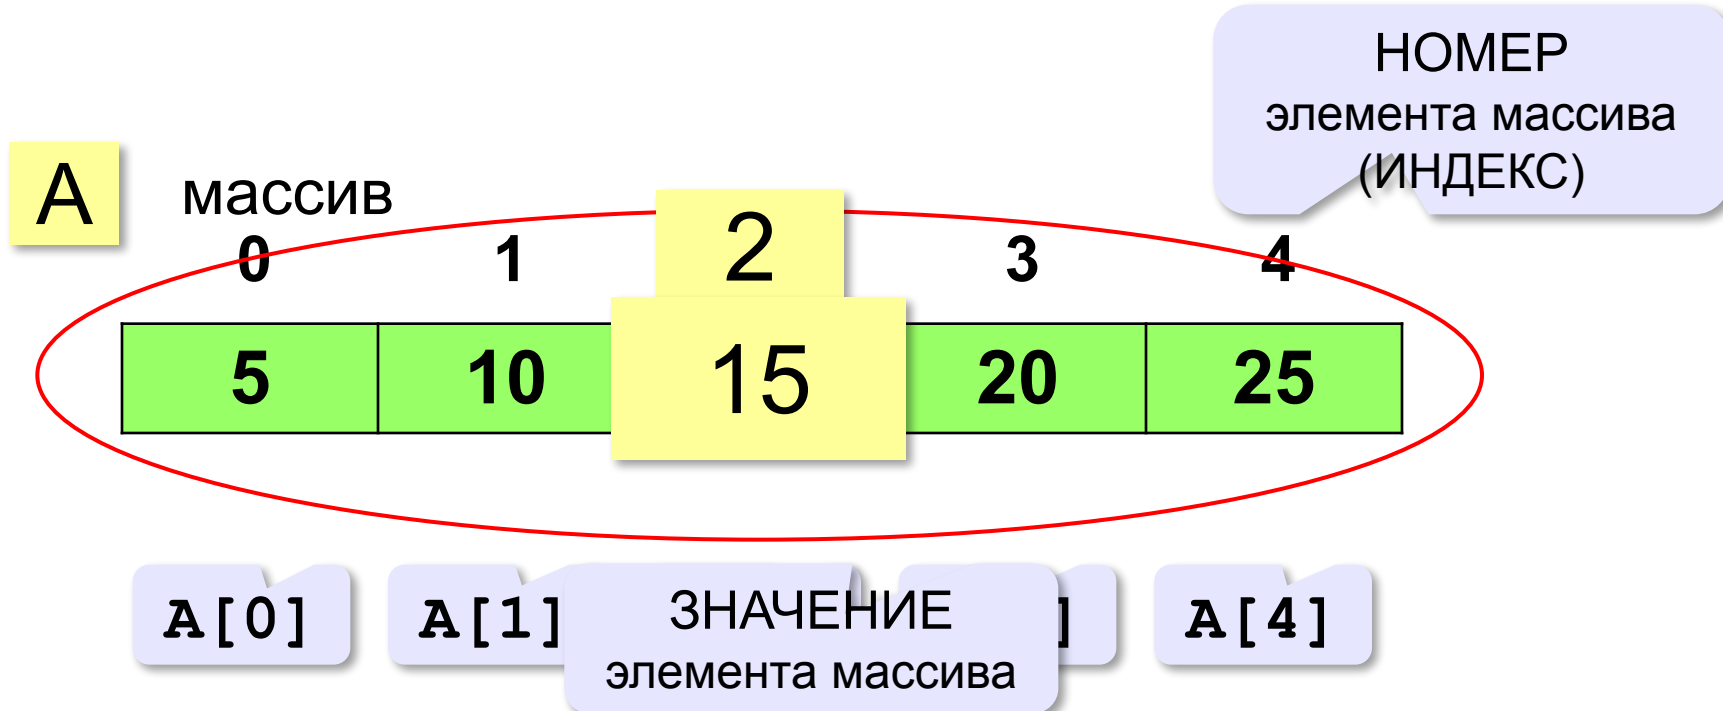 НОМЕР
элемента массива
(ИНДЕКС)
A
массив
0 1 2 3 4
5 10 15 20 25
A[0] A[1] ] A[4]
ЗНАЧЕНИЕ
элемента массива